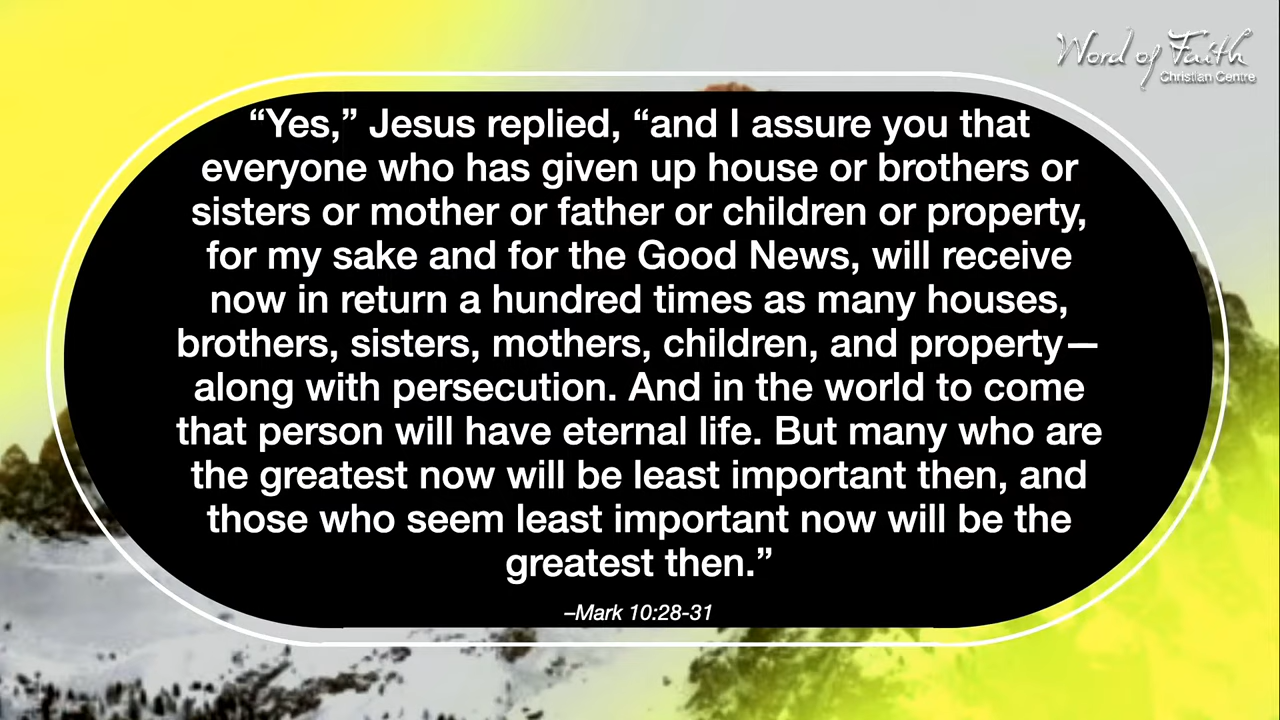 Word of Faith
Christian Centre
“Yes,” Jesus replied, “and I assure you that
everyone who has given up house or brothers or
sisters or mother or father or children or property,
for my sake and for the Good News, will receive
now in return a hundred times as many houses,
brothers, sisters, mothers, children, and property—
along with persecution. And in the world to come
that person will have eternal life. But many who are
the greatest now will be least important then, and
those who seem least important now will be the
greatest then.”
–Mark 10:28-31